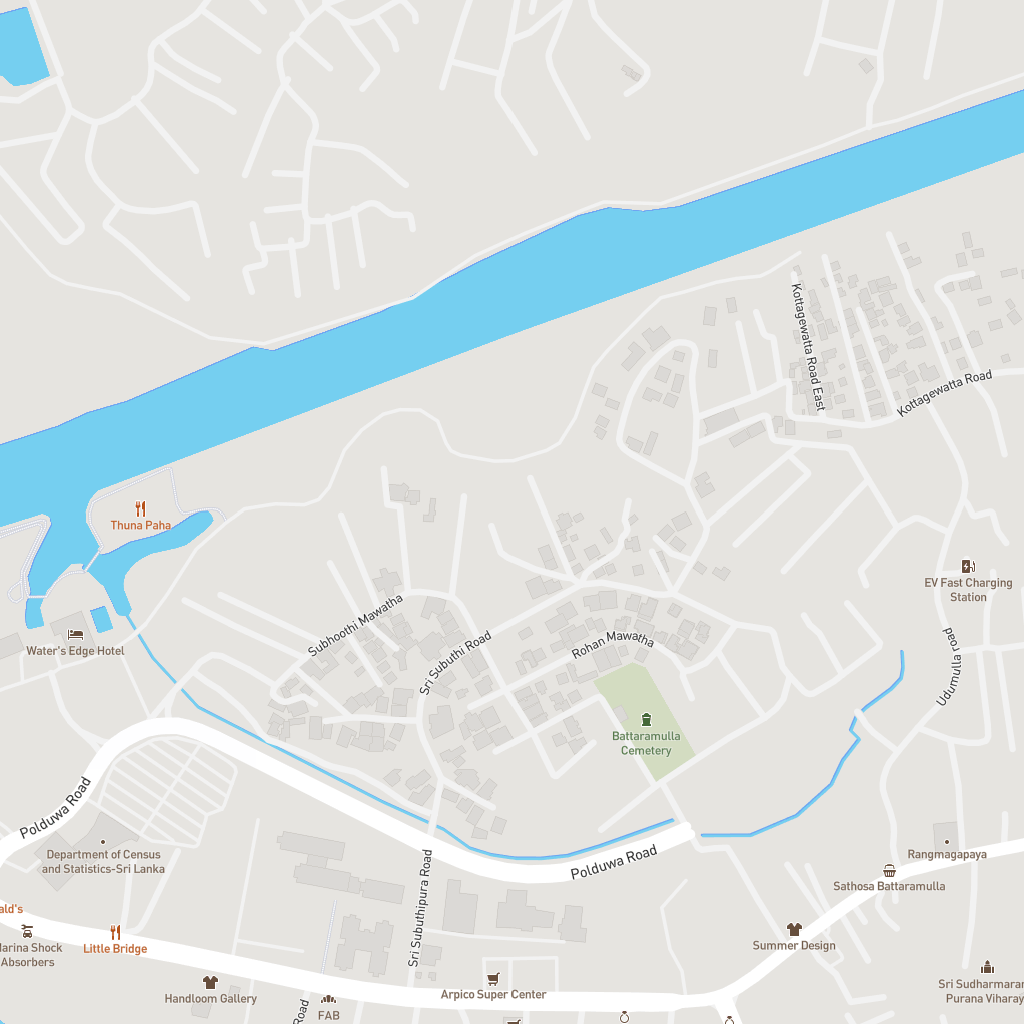 Kottagewatta Road East
Kottagewatta Road
Thuna Paha
EV Fast Charging
Station
Subhoothi Mawatha
Water's Edge Hotel
Sri Subuthi Road
Rohan Mawatha
Udumulla road
Battaramulla
Cemetery
Polduwa Road
Department of Census
and Statistics-Sri Lanka
Polduwa Road
Rangmagapaya
Sathosa Battaramulla
Sri Subuthipura Road
ald's
Little Bridge
Summer Design
Marina Shock
Absorbers
Handloom Gallery
Arpico Super Center
Sri Sudharmaran
Purana Viharay
FAB
Road